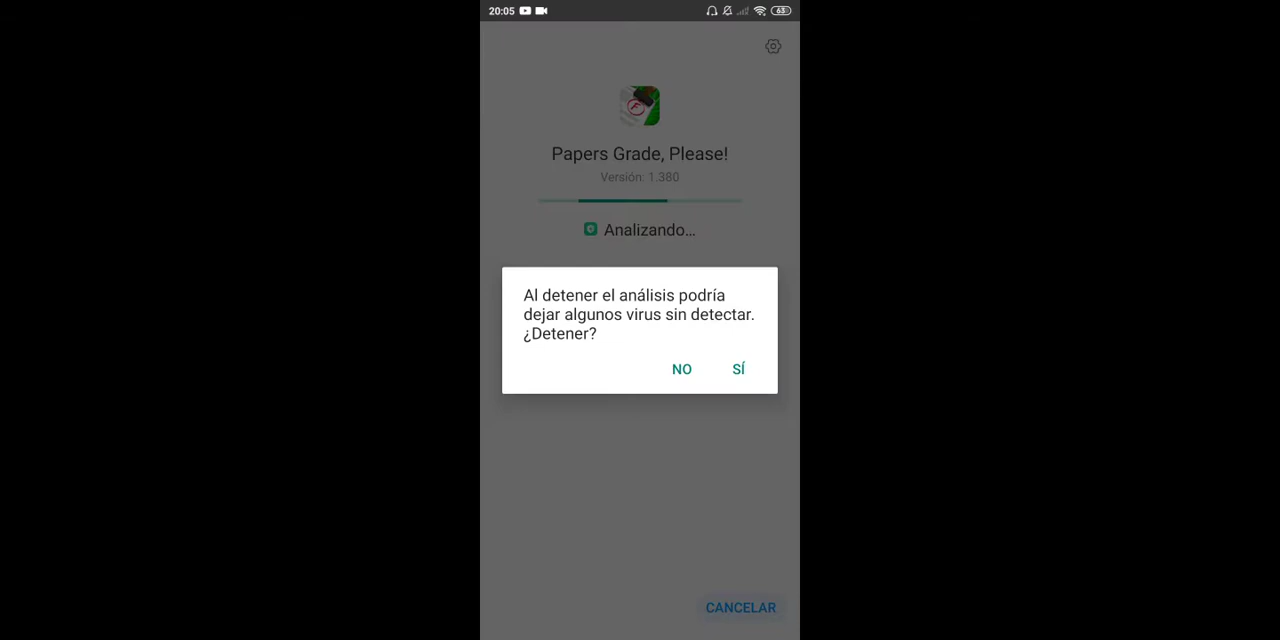 20:05
63
Papers Grade, Please!
Versión: 1.380
Analizando...
Al detener el análisis podría
dejar algunos virus sin detectar.
¿Detener?
NO SÍ
CANCELAR